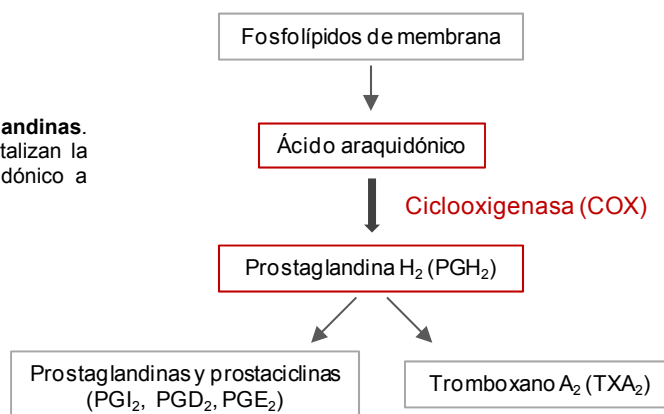 Fosfolípidos de membrana
andinas.
talizan la
dónico a
Ácido araquidónico
Ciclooxigenasa (COX)
Prostaglandina H₂ (PGH₂)
Prostaglandinas y prostaciclinas
(PGI₂, PGD₂, PGE₂)
Tromboxano A₂ (TXA₂)